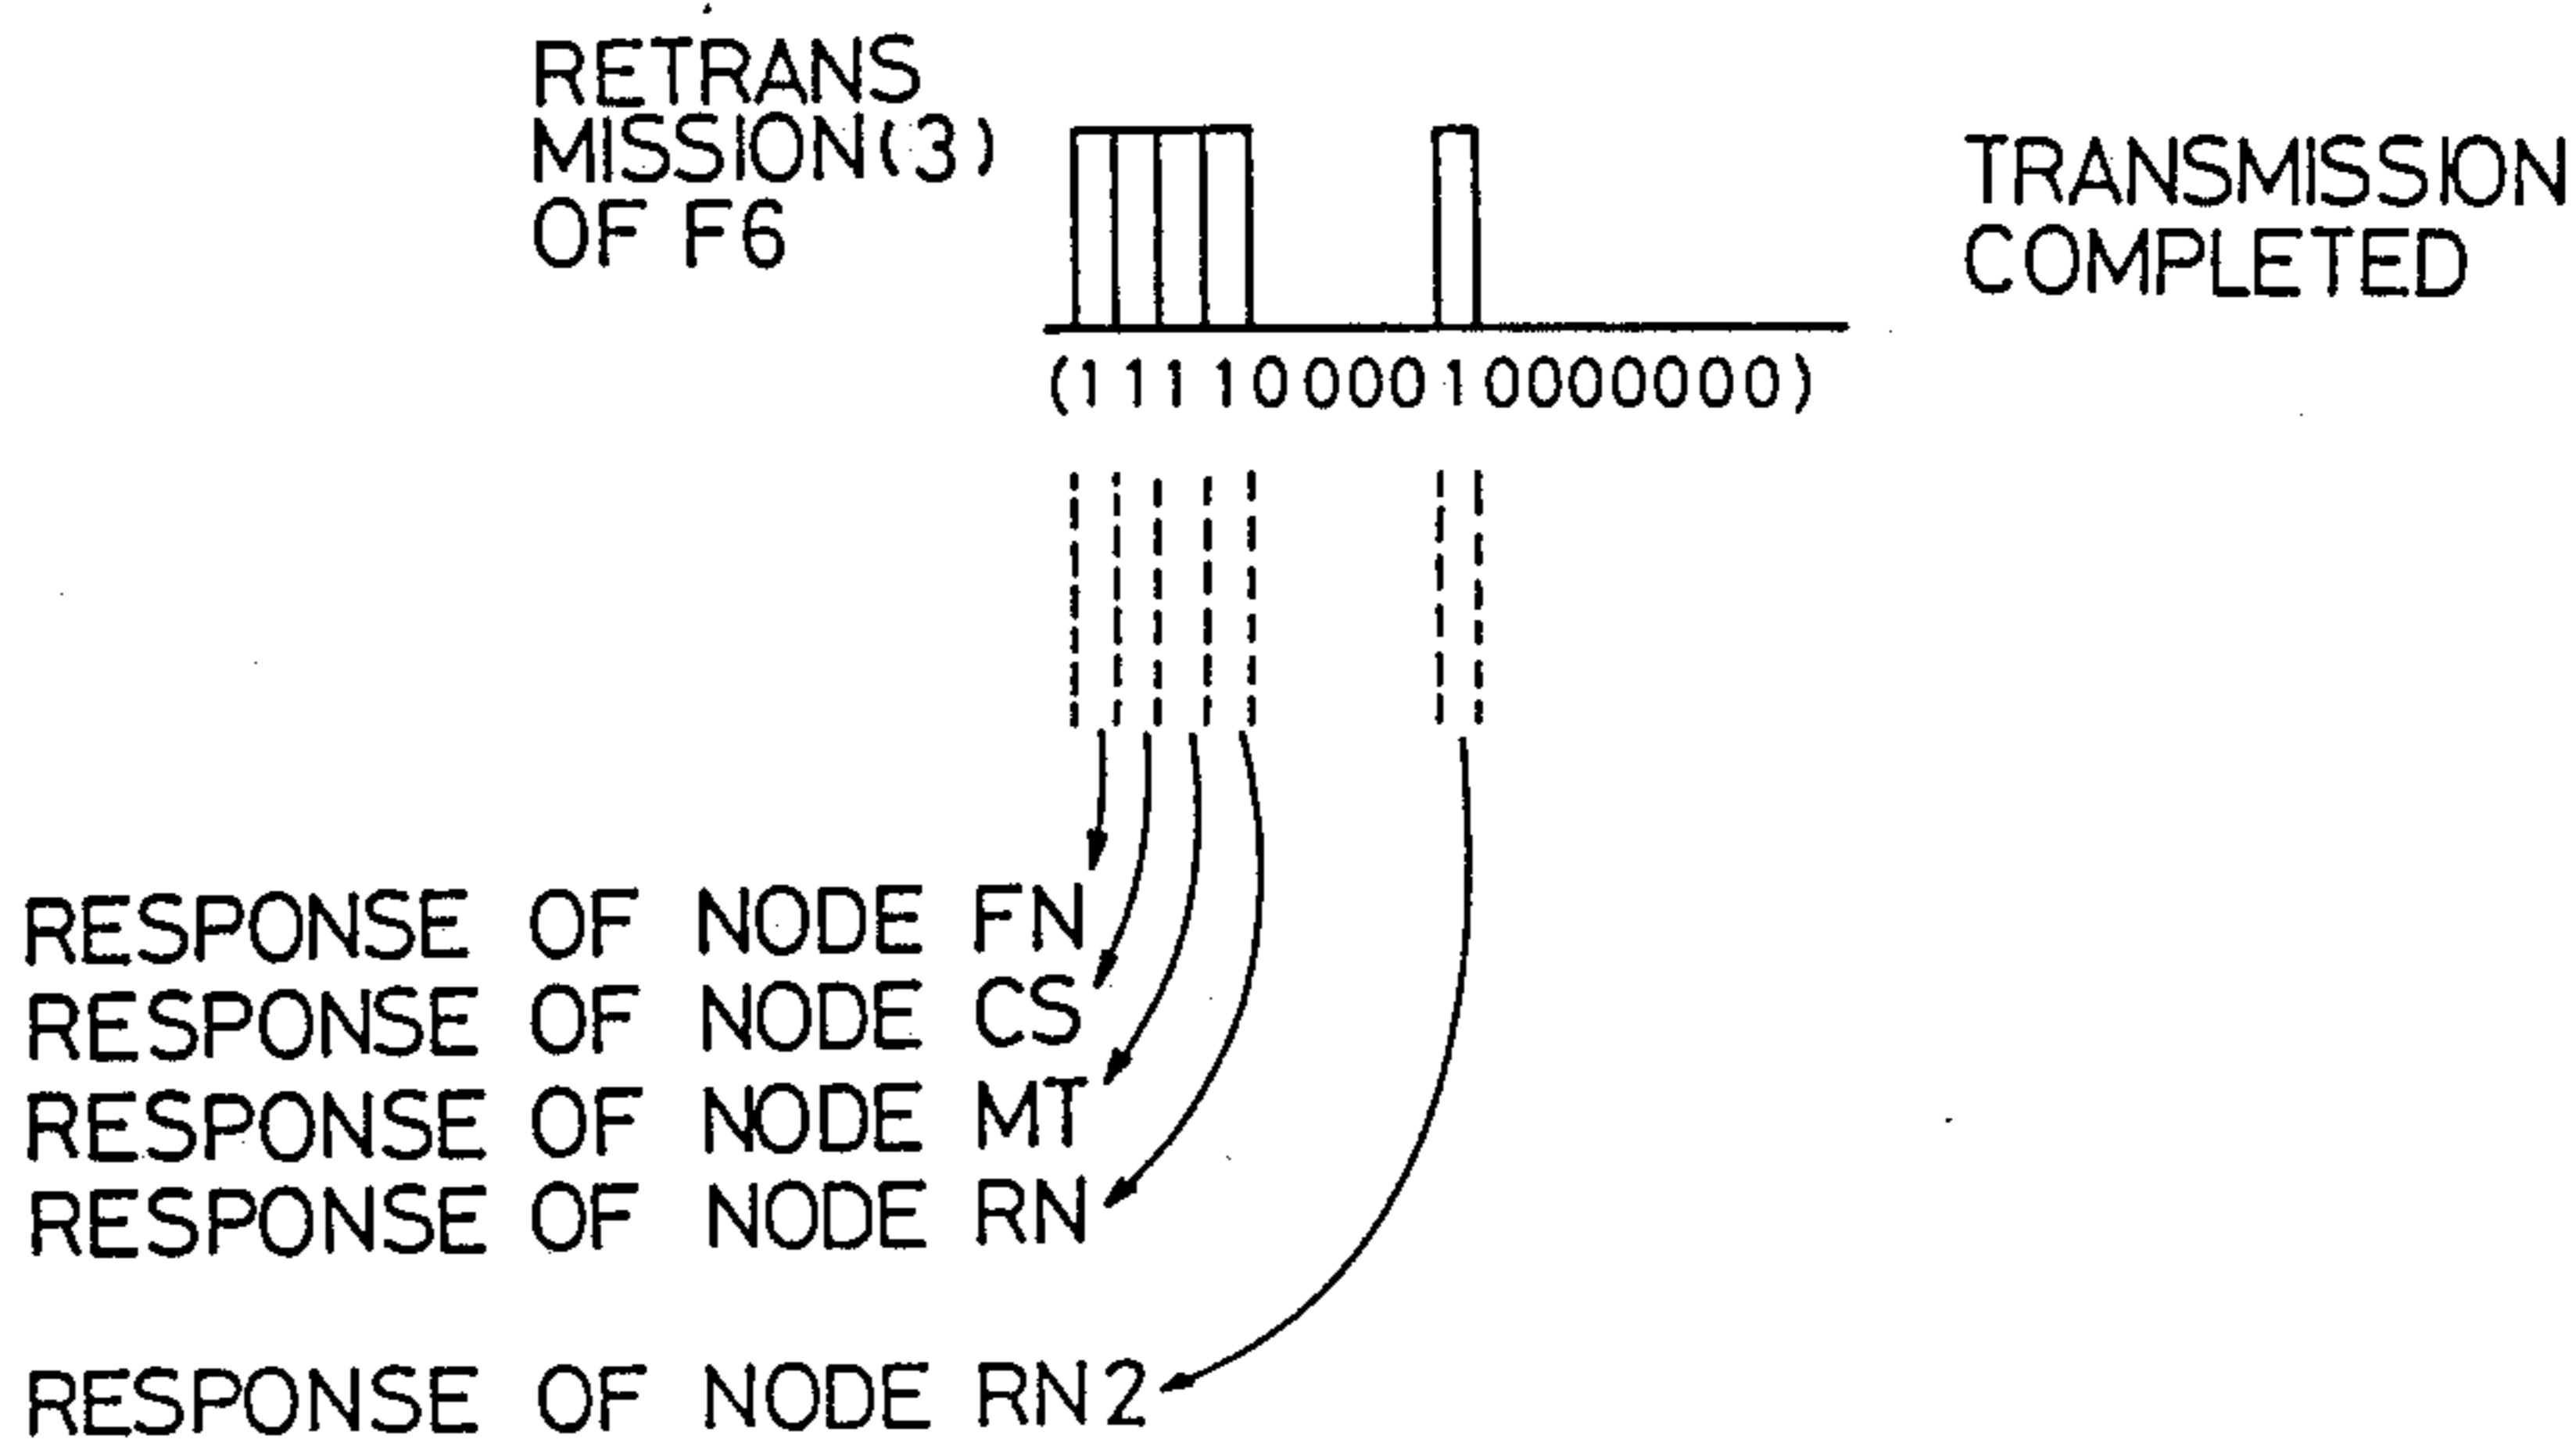 RETRANS
MISSION(3)
OF F6
TRANSMISSION
COMPLETED
(1111000010000000)
RESPONSE OF NODE FN
RESPONSE OF NODE CS
RESPONSE OF NODE MT
RESPONSE OF NODE RN
RESPONSE OF NODE RN2